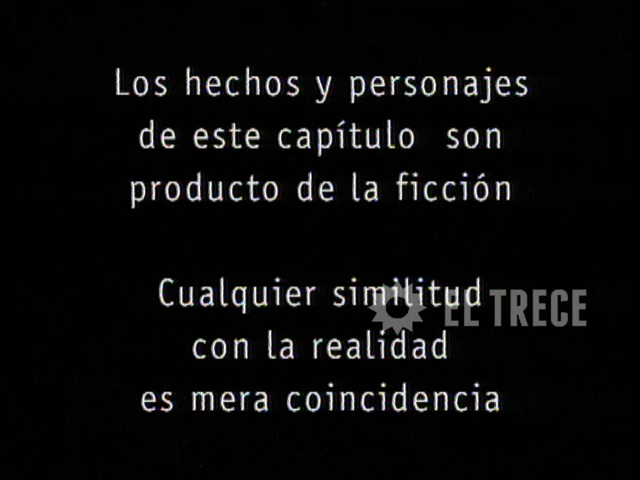 Los hechos y personajes
de este capítulo son
producto de la ficción
Cualquier similitud
con la realidad
es mera coincidencia
EL TRECE